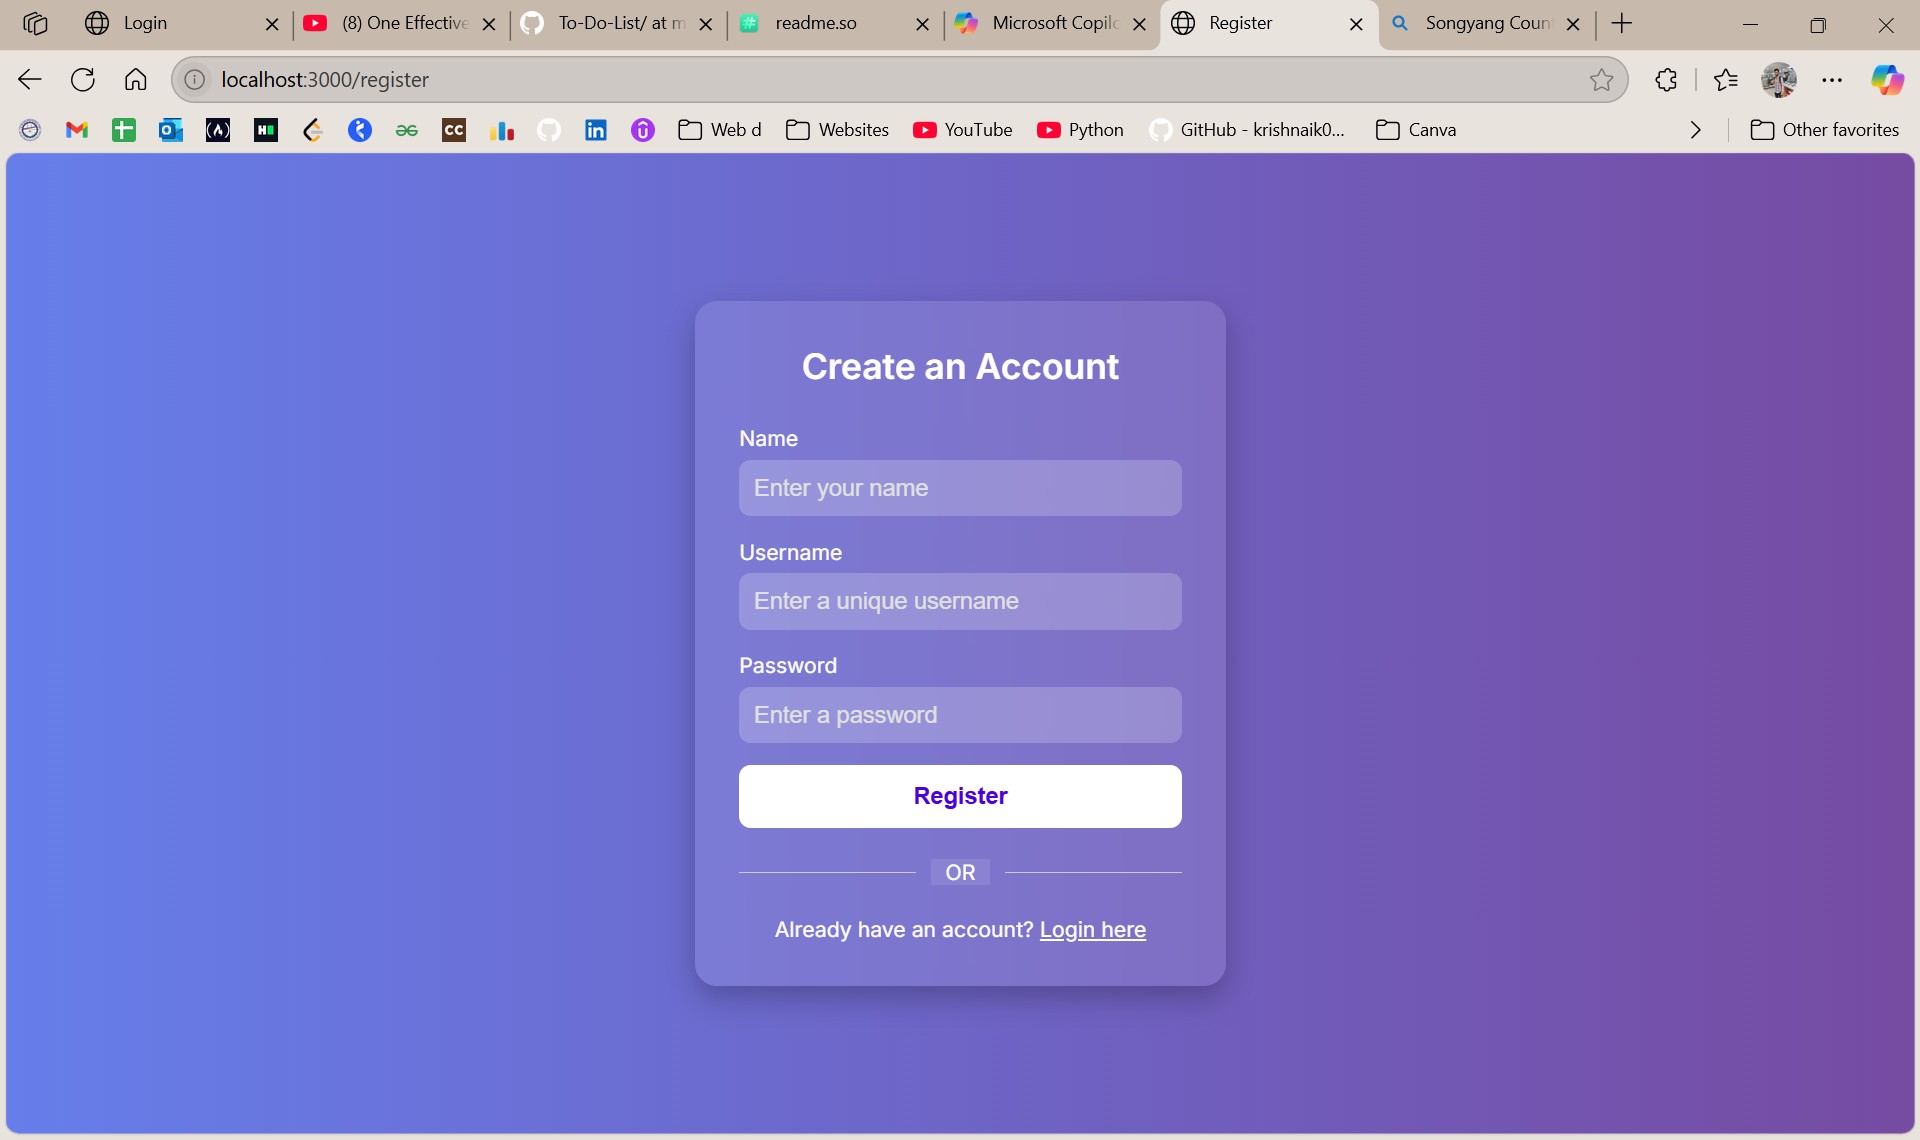 Login
(8) One Effective
To-Do-List/ at m
readme.so
Microsoft Copilo
Register
Songyang Coun
localhost:3000/register
CC
in
Web d
Websites
YouTube
Python
GitHub - krishnaik0...
Canva
Other favorites
Create an Account
Name
Enter your name
Username
Enter a unique username
Password
Enter a password
Register
OR
Already have an account? Login here